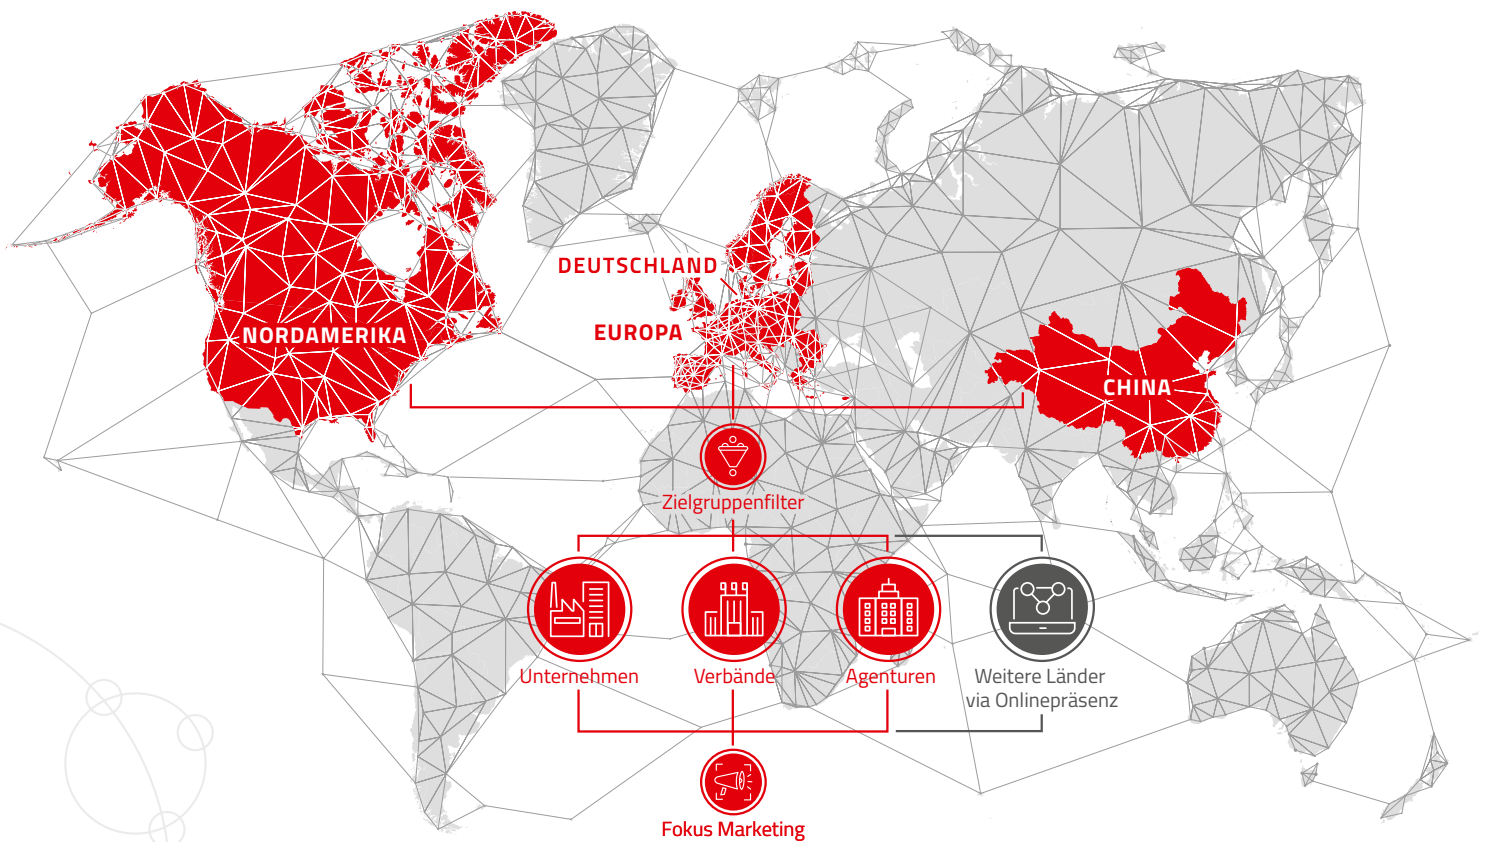 DEUTSCHLAND
EUROPA
NORDAMERIKA
CHINA
Zielgruppenfilter
Unternehmen
Verbände
Agenturen
Weitere Länder
via Onlinepräsenz
Fokus Marketing